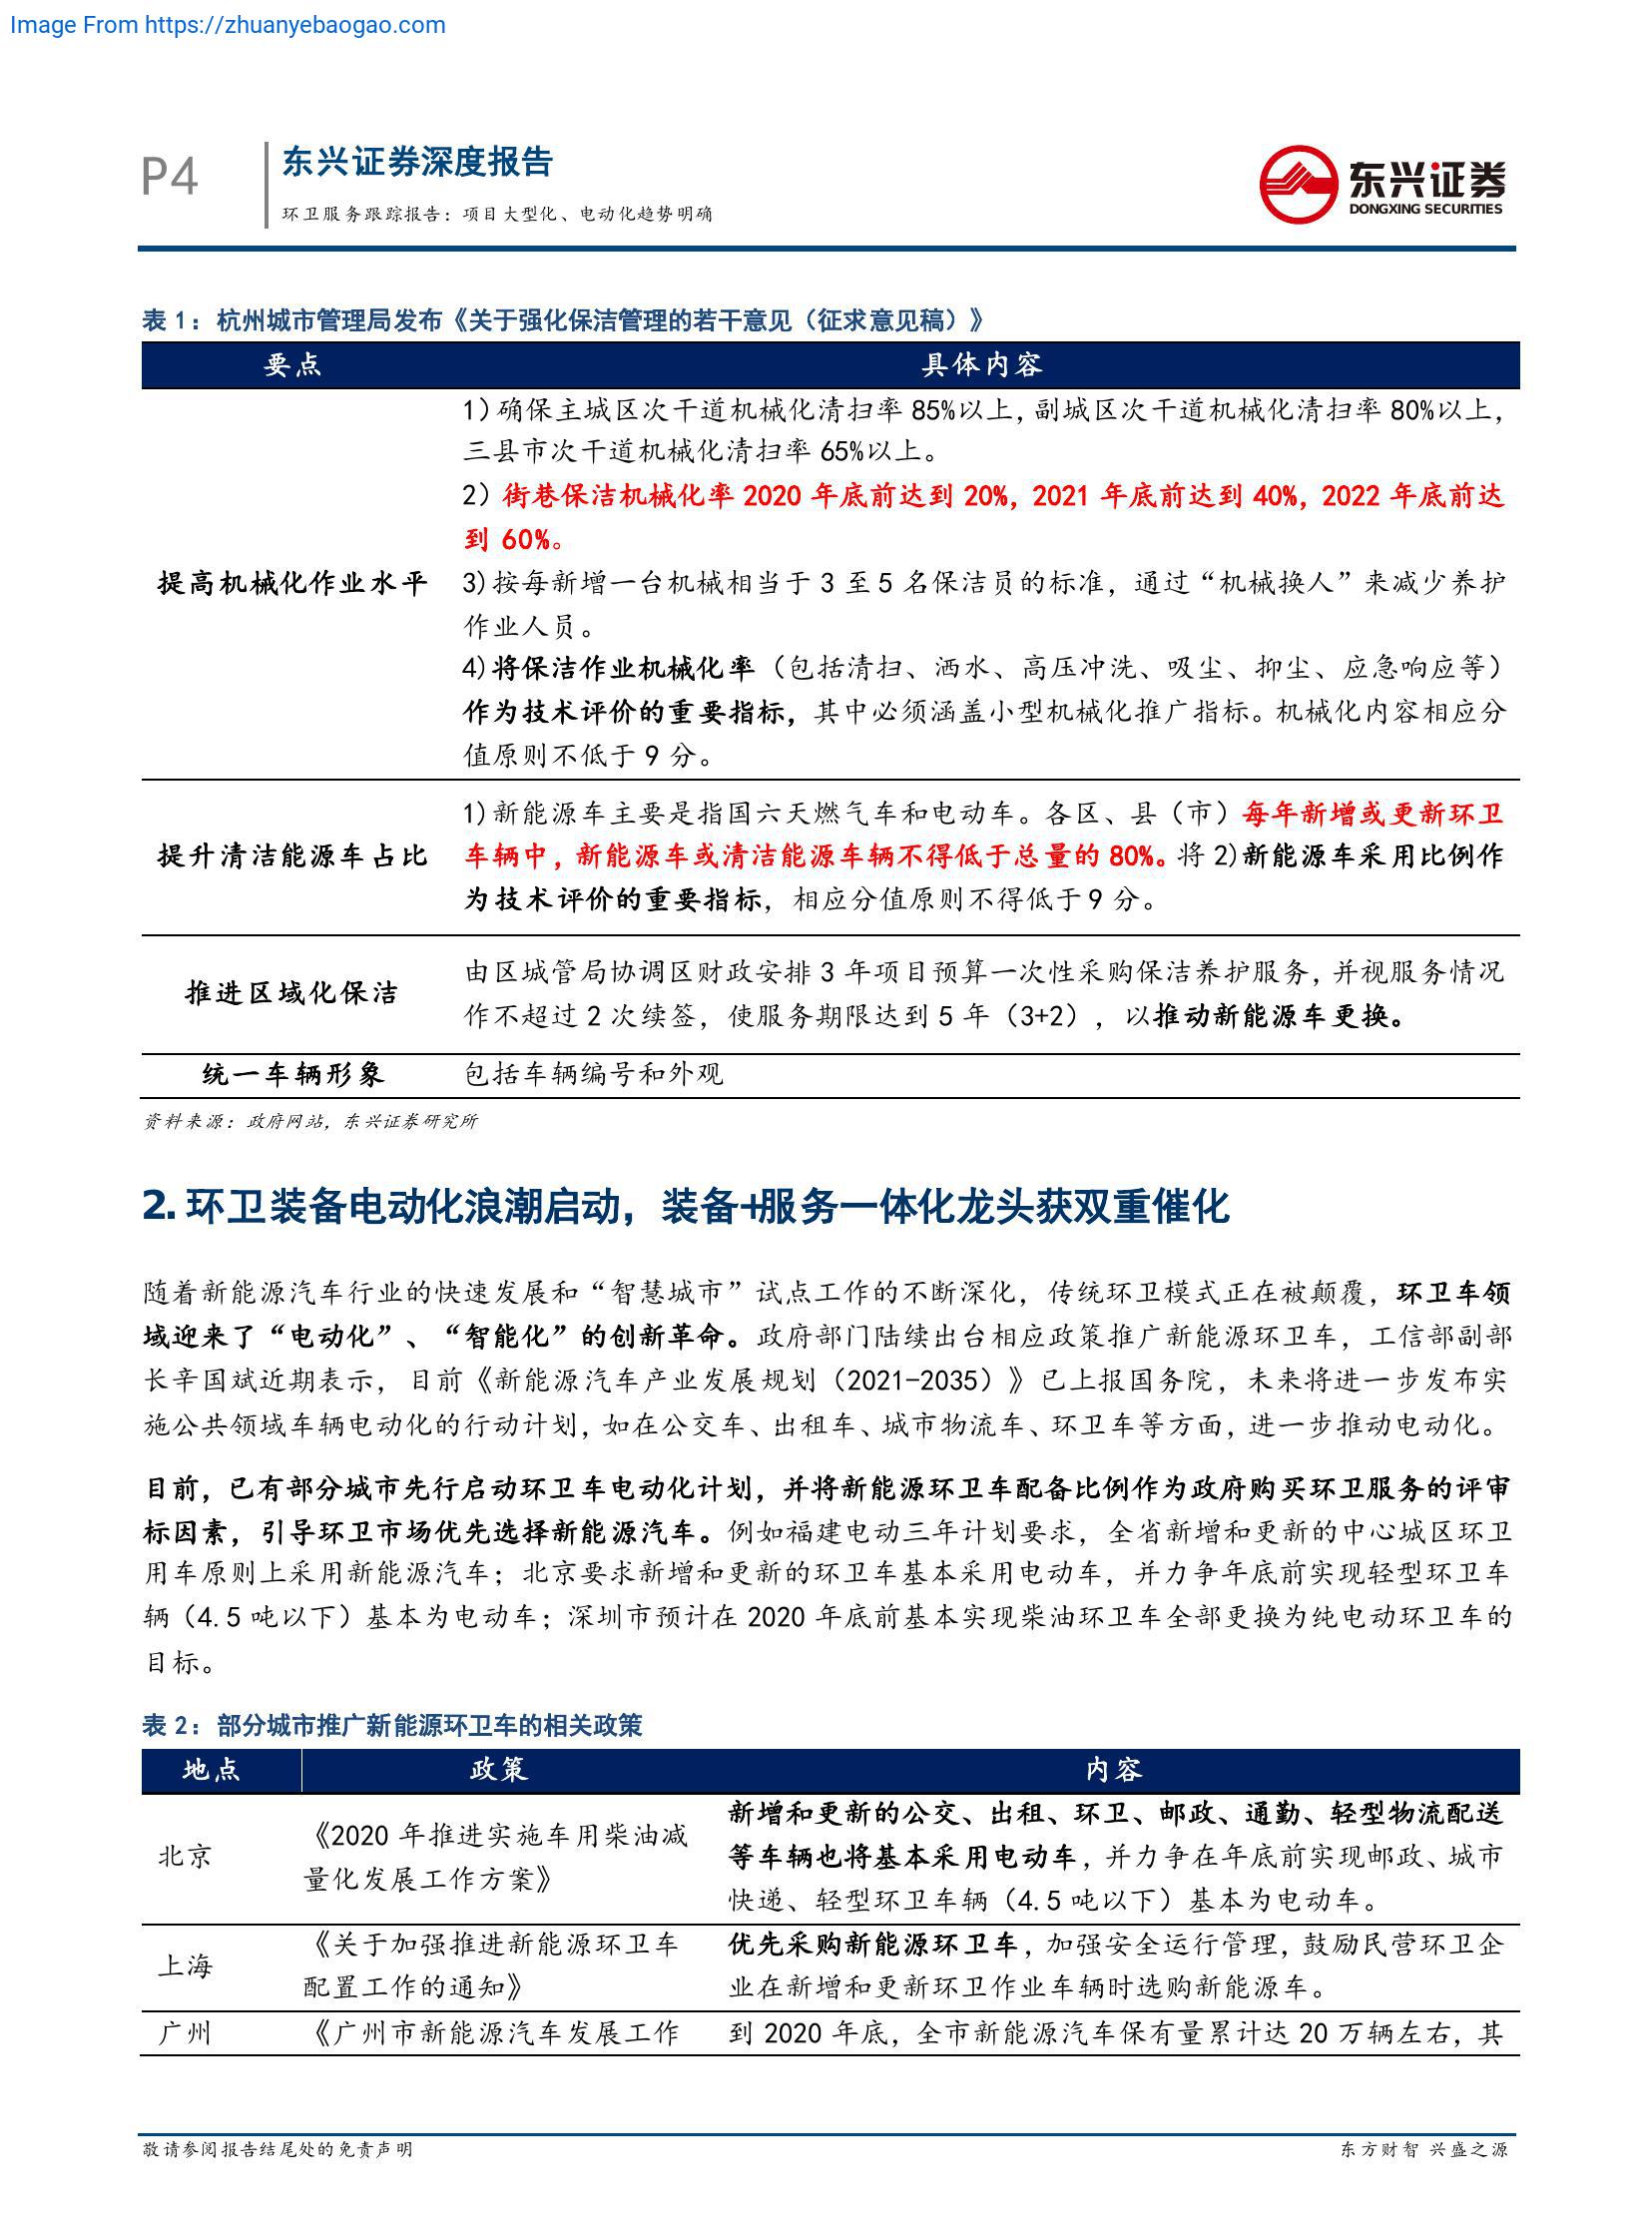 Image From https://zhuanyebaogao.com
P4
东兴证券深度报告
环卫服务跟踪报告：项目大型化、电动化趋势明确
东兴证券
DONGXING SECURITIES
表 1：杭州城市管理局发布《关于强化保洁管理的若干意见（征求意见稿）》
要点 具体内容
1)确保主城区次干道机械化清扫率 85%以上，副城区次干道机械化清扫率 80%以上，
三县市次干道机械化清扫率 65%以上。
2) 街巷保洁机械化率 2020 年底前达到 20%，2021 年底前达到 40%，2022 年底前达
到 60%。
提高机械化作业水平
3)按每新增一台机械相当于 3 至 5 名保洁员的标准，通过“机械换人”来减少养护
作业人员。
4)将保洁作业机械化率（包括清扫、洒水、高压冲洗、吸尘、抑尘、应急响应等）
作为技术评价的重要指标，其中必须涵盖小型机械化推广指标。机械化内容相应分
值原则不低于 9 分。
1)新能源车主要是指国六天燃气车和电动车。各区、县（市）每年新增或更新环卫
提升清洁能源车占比
车辆中，新能源车或清洁能源车辆不得低于总量的 80%。将 2)新能源车采用比例作
为技术评价的重要指标，相应分值原则不得低于 9 分。
推进区域化保洁
由区城管局协调区财政安排 3 年项目预算一次性采购保洁养护服务，并视服务情况
作不超过 2 次续签，使服务期限达到 5 年（3+2），以推动新能源车更换。
统一车辆形象 包括车辆编号和外观
资料来源：政府网站，东兴证券研究所
2. 环卫装备电动化浪潮启动，装备+服务一体化龙头获双重催化
随着新能源汽车行业的快速发展和“智慧城市”试点工作的不断深化，传统环卫模式正在被颠覆，环卫车领
域迎来了“电动化”、“智能化”的创新革命。政府部门陆续出台相应政策推广新能源环卫车，工信部副部
长辛国斌近期表示，目前《新能源汽车产业发展规划（2021-2035）》已上报国务院，未来将进一步发布实
施公共领域车辆电动化的行动计划，如在公交车、出租车、城市物流车、环卫车等方面，进一步推动电动化。
目前，已有部分城市先行启动环卫车电动化计划，并将新能源环卫车配备比例作为政府购买环卫服务的评审
标因素，引导环卫市场优先选择新能源汽车。例如福建电动三年计划要求，全省新增和更新的中心城区环卫
用车原则上采用新能源汽车；北京要求新增和更新的环卫车基本采用电动车，并力争年底前实现轻型环卫车
辆（4.5 吨以下）基本为电动车；深圳市预计在 2020 年底前基本实现柴油环卫车全部更换为纯电动环卫车的
目标。
表 2：部分城市推广新能源环卫车的相关政策
地点 政策 内容
北京
《2020 年推进实施车用柴油减
量化发展工作方案》
新增和更新的公交、出租、环卫、邮政、通勤、轻型物流配送
等车辆也将基本采用电动车，并力争在年底前实现邮政、城市
快递、轻型环卫车辆（4.5 吨以下）基本为电动车。
上海
《关于加强推进新能源环卫车
配置工作的通知》
优先采购新能源环卫车，加强安全运行管理，鼓励民营环卫企
业在新增和更新环卫作业车辆时选购新能源车。
广州 《广州市新能源汽车发展工作 到 2020 年底，全市新能源汽车保有量累计达 20 万辆左右，其
敬请参阅报告结尾处的免责声明
东方财智 兴盛之源